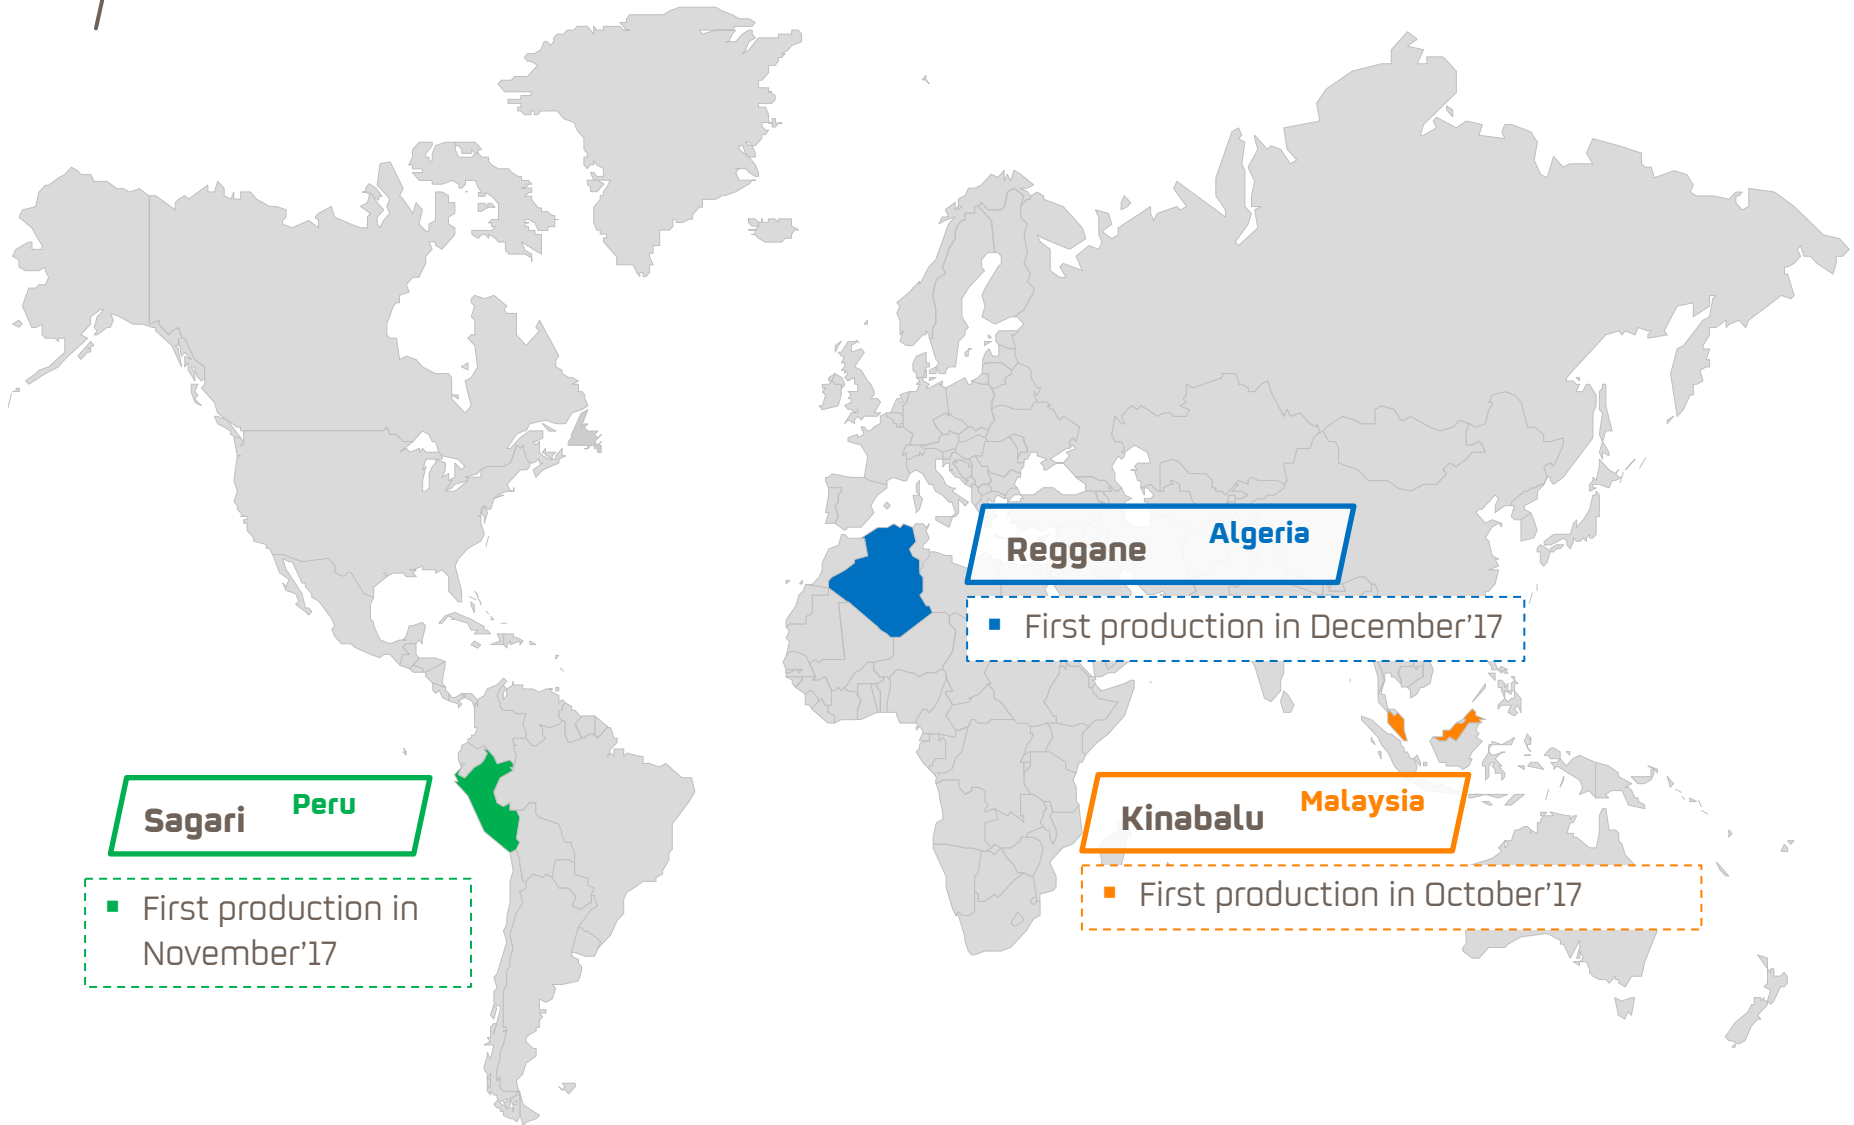 Reggane
Algeria
▪ First production in December’17
Sagari
Peru
▪ First production in
November’17
Kinabalu
Malaysia
▪ First production in October’17